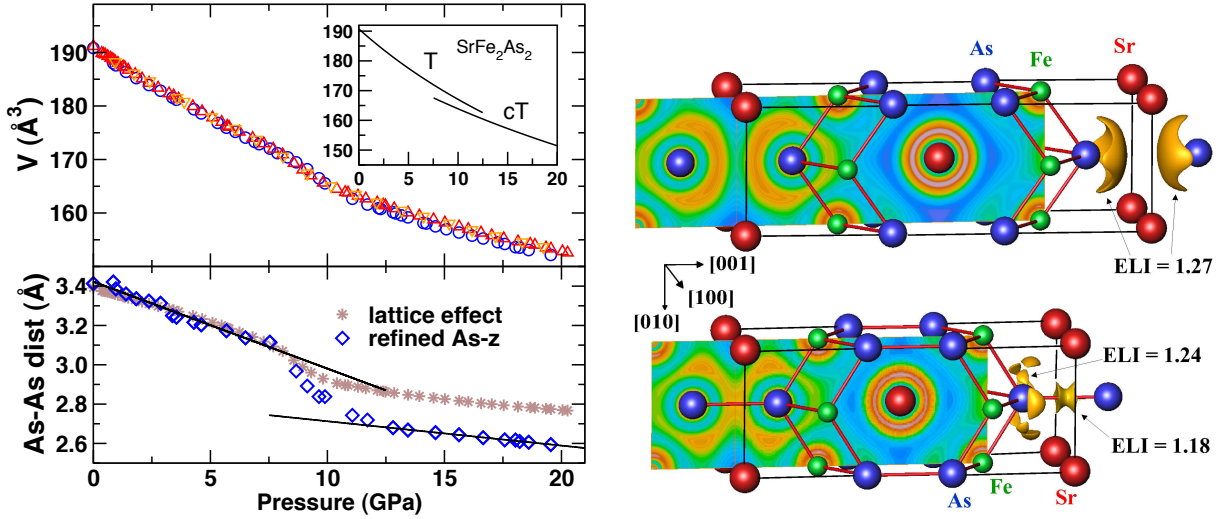 V (Å³)
190
180
170
160
190
180
170
160
150
SrFe₂As₂
T
cT
0
5
10
15
20
As-As dist (Å)
3.4
3.2
3.0
2.8
2.6
lattice effect
refined As-z
0
5
10
15
20
Pressure (GPa)
As
Fe
Sr
ELI = 1.27
[001]
[100]
[010]
ELI = 1.24
ELI = 1.18
As
Fe
Sr